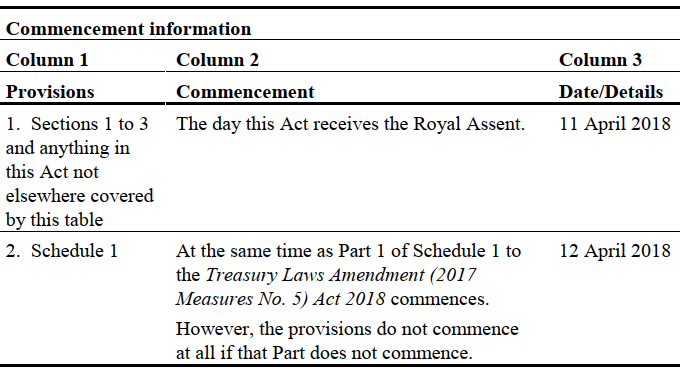 Commencement information
Column 1 Column 2 Column 3
Provisions Commencement Date/Details
1. Sections 1 to 3 The day this Act receives the Royal Assent. 11 April 2018
and anything in
this Act not
elsewhere covered
by this table
2. Schedule 1 At the same time as Part 1 of Schedule 1 to 12 April 2018
the Treasury Laws Amendment (2017
Measures No. 5) Act 2018 commences.
However, the provisions do not commence
at all if that Part does not commence.